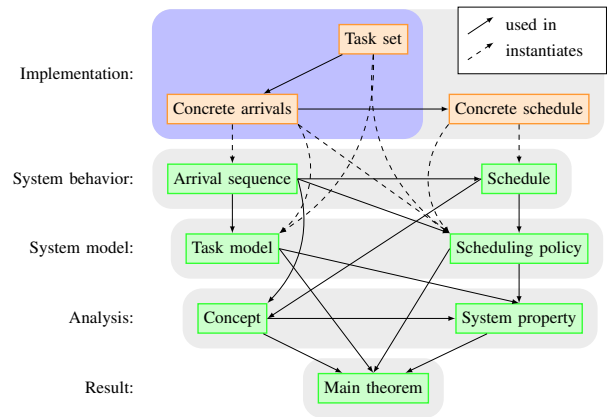 used in
instantiates
Task set
Implementation:
Concrete arrivals
Concrete schedule
System behavior:
Arrival sequence
Schedule
System model:
Task model
Scheduling policy
Analysis:
Concept
System property
Result:
Main theorem